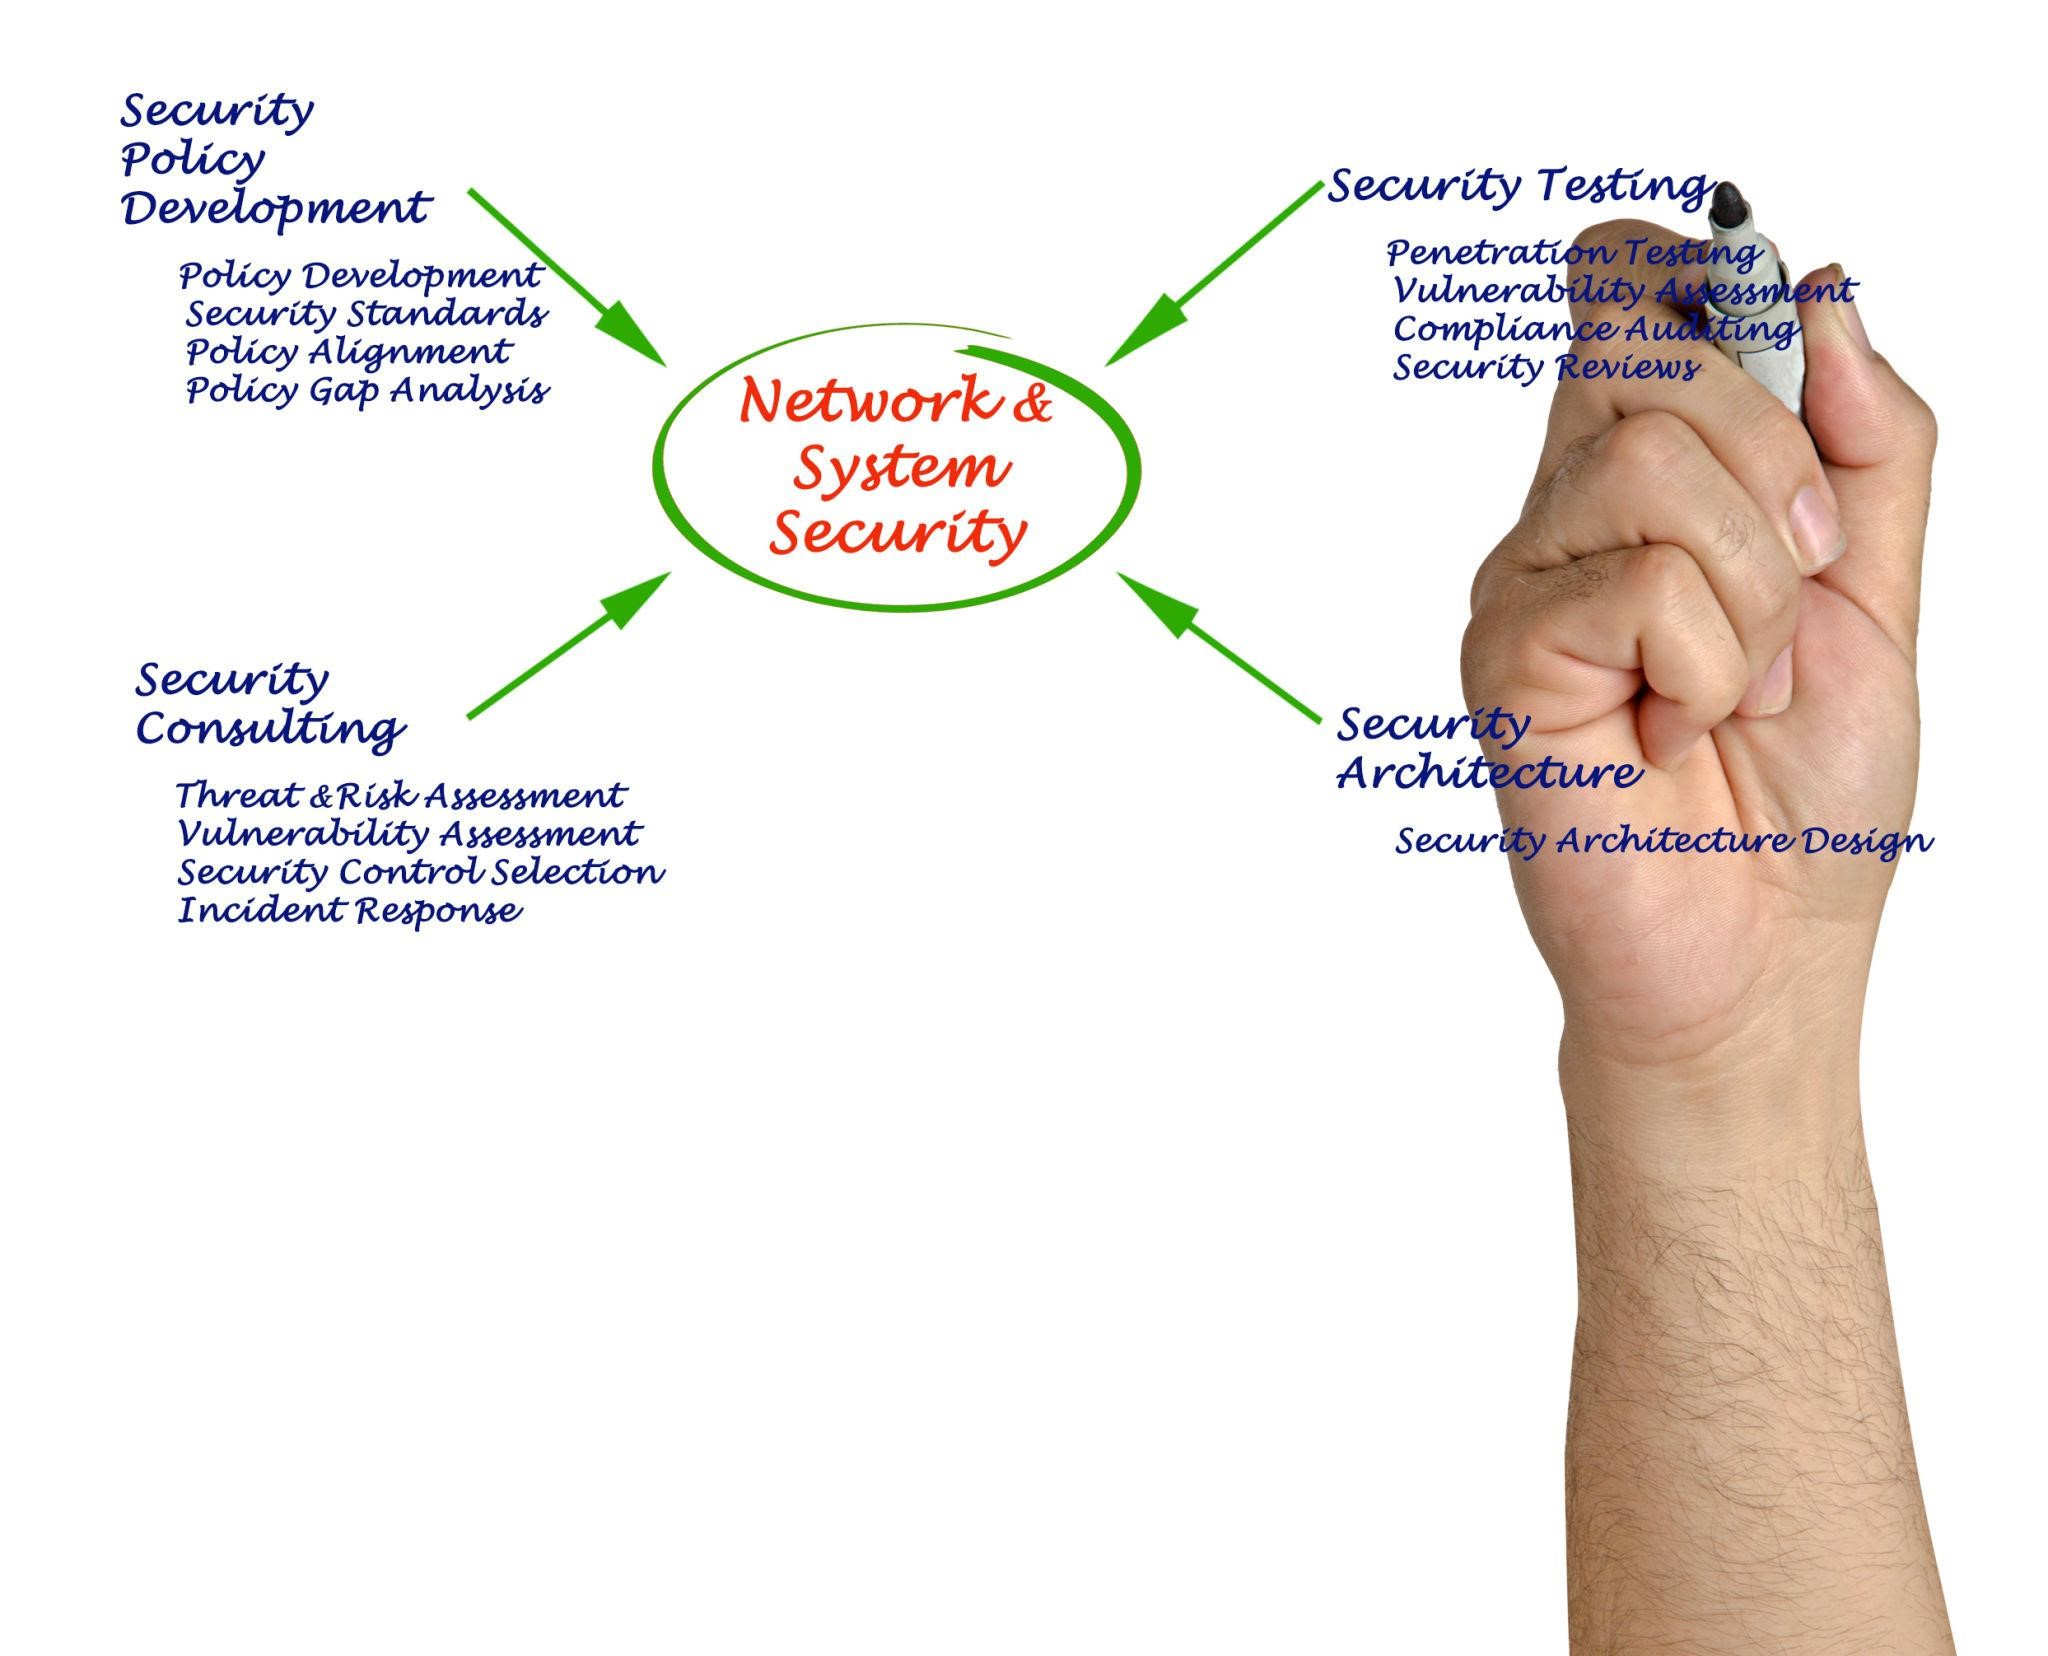 Security
Policy
Development
Policy Development
Security Standards
Policy Alignment
Policy Gap Analysis
Network &
System
Security
Security Testing
Penetration Testing
Vulnerability Assessment
Compliance Auditing
Security Reviews
Security
Consulting
Threat &Risk Assessment
Vulnerability Assessment
Security Control Selection
Incident Response
Security
Architecture
Security Architecture Design